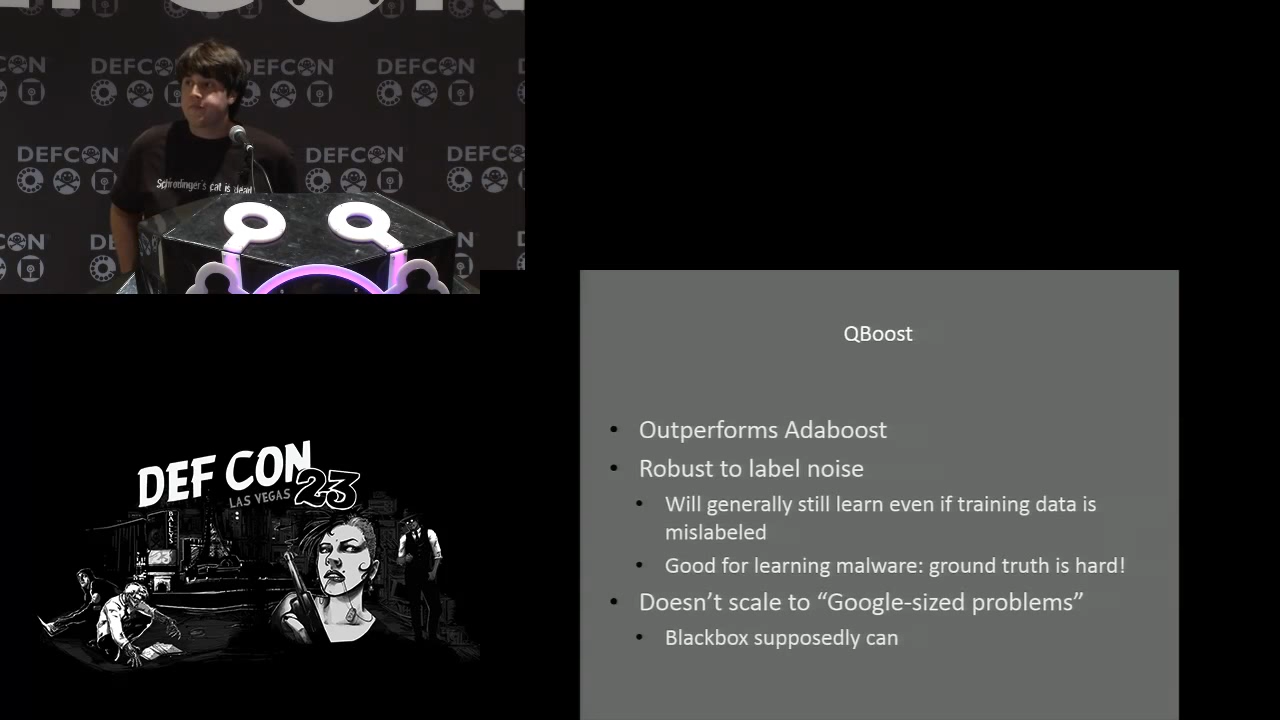 DEFCON DEFCON DEFCON
DEFCON DEFCON DEFCON
Schrodinger's cat is dead
QBoost
• Outperforms Adaboost
• Robust to label noise
• Will generally still learn even if training data is
mislabeled
• Good for learning malware: ground truth is hard!
• Doesn't scale to “Google-sized problems”
• Blackbox supposedly can
DEF CON 23
LAS VEGAS
BALLYS